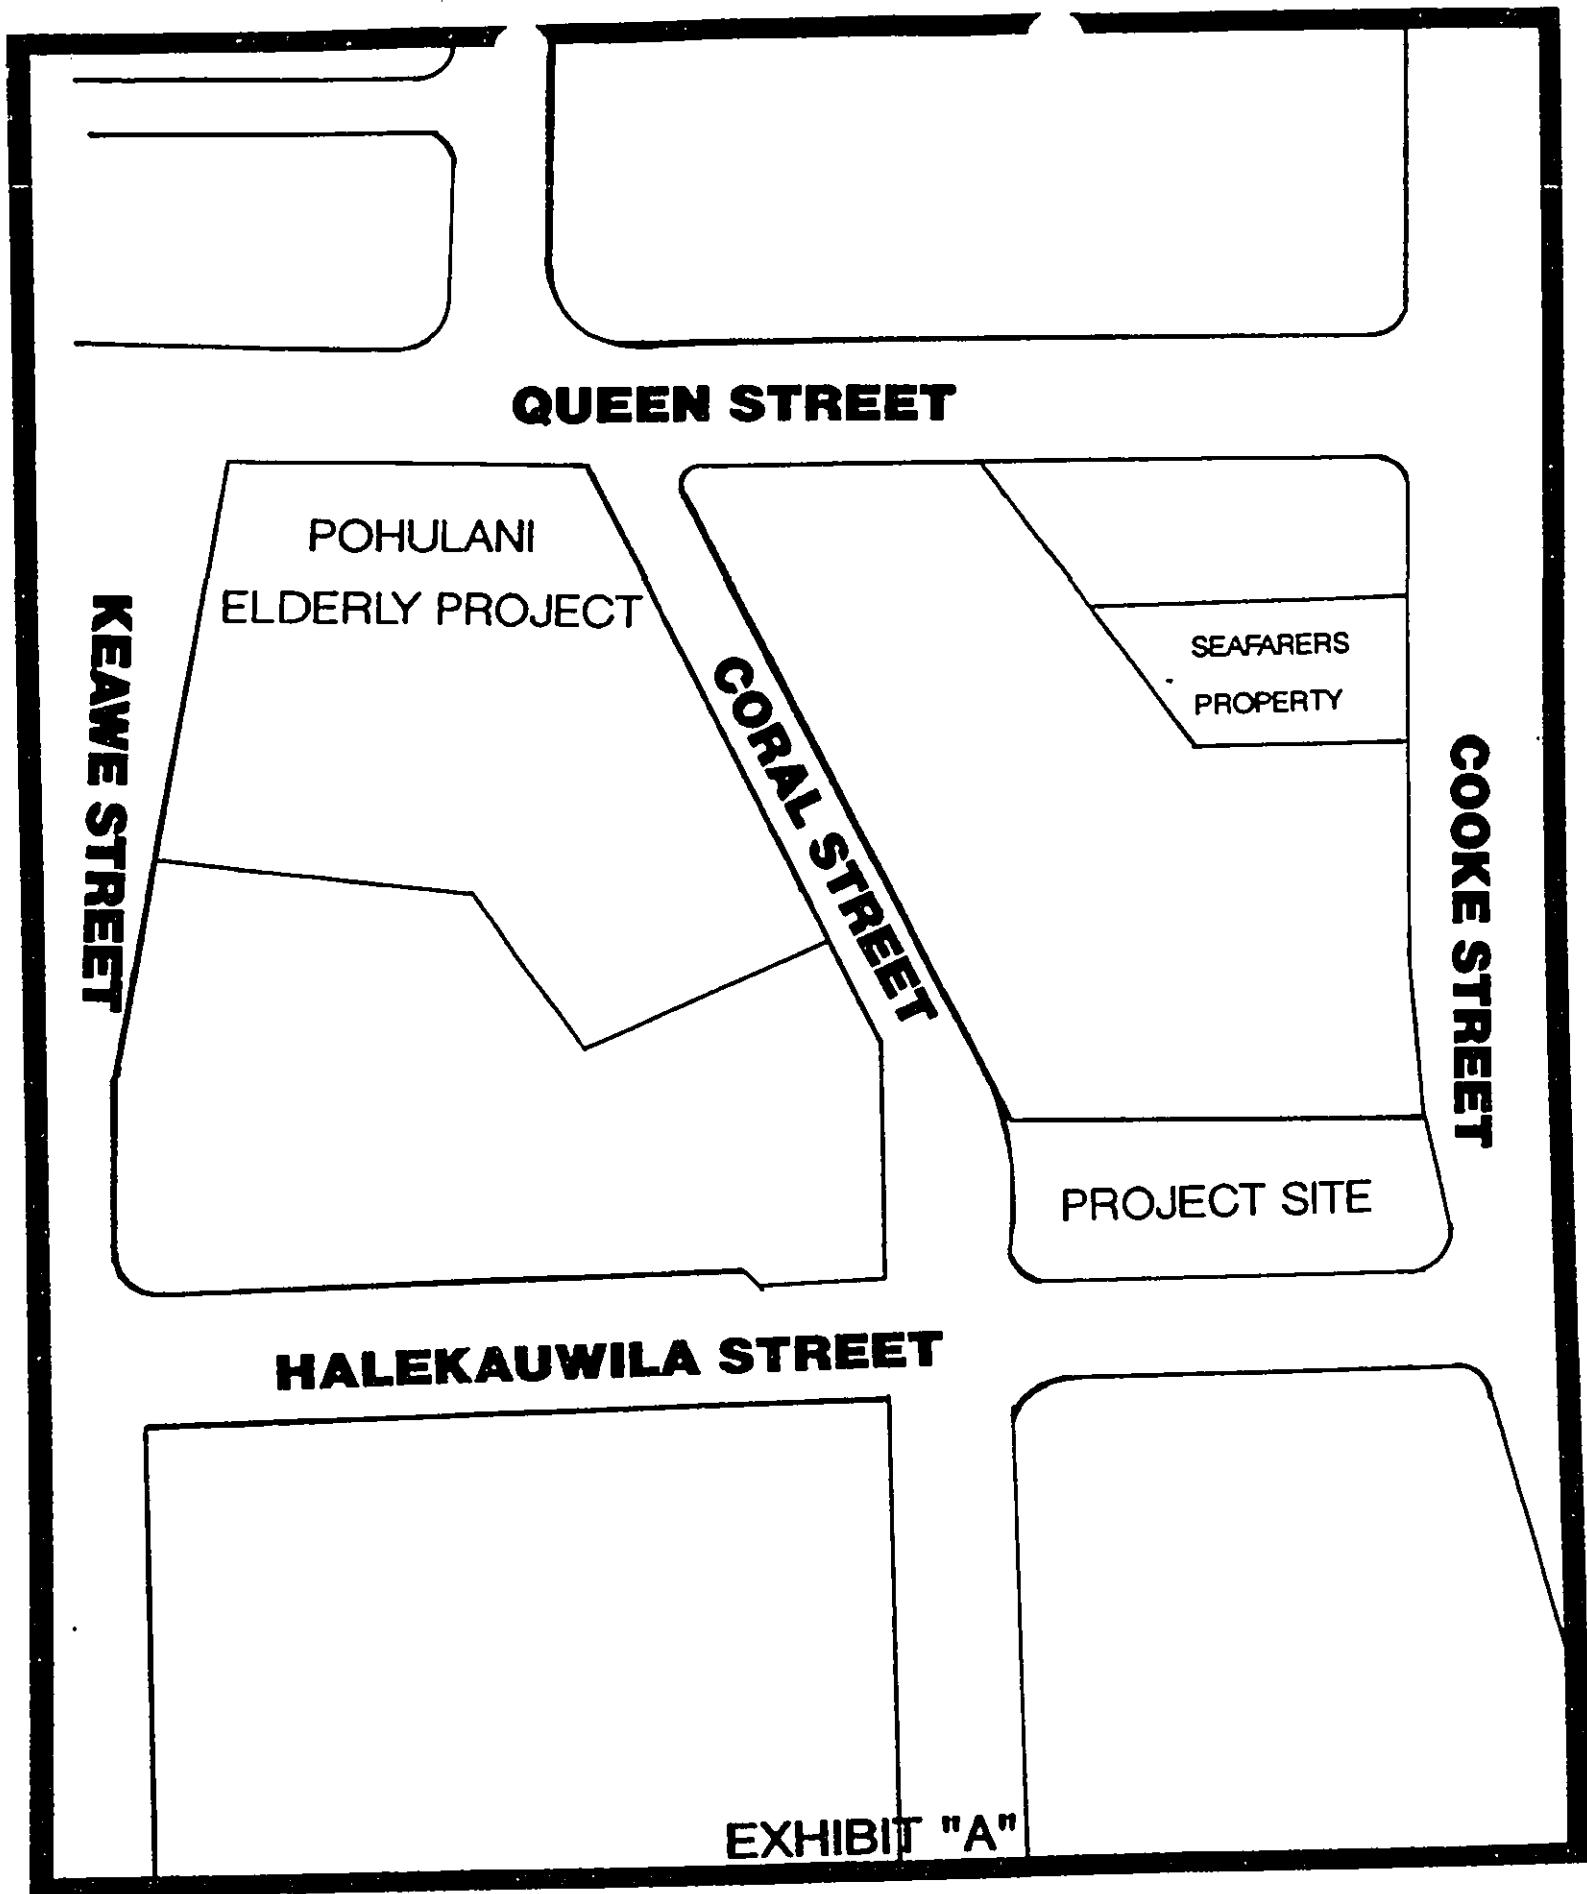 QUEEN STREET
POHULANI
ELDERLY PROJECT
KEAWE STREET
CORAL STREET
SEAFARERS
PROPERTY
COOKE STREET
PROJECT SITE
HALEKAUWILA STREET
EXHIBIT "A"